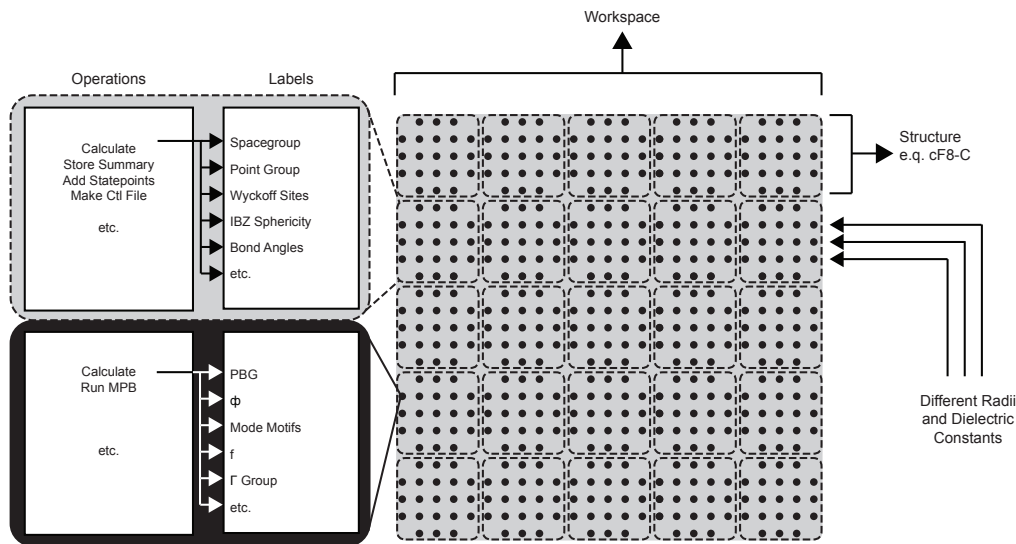 Workspace
Operations
Labels
Calculate
Store Summary
Add Statepoints
Make Ctl File
etc.
Spacegroup
Point Group
Wyckoff Sites
IBZ Sphericity
Bond Angles
etc.
Structure
e.q. cF8-C
Calculate
Run MPB
etc.
PBG
ϕ
Mode Motifs
f
Γ Group
etc.
Different Radii
and Dielectric
Constants